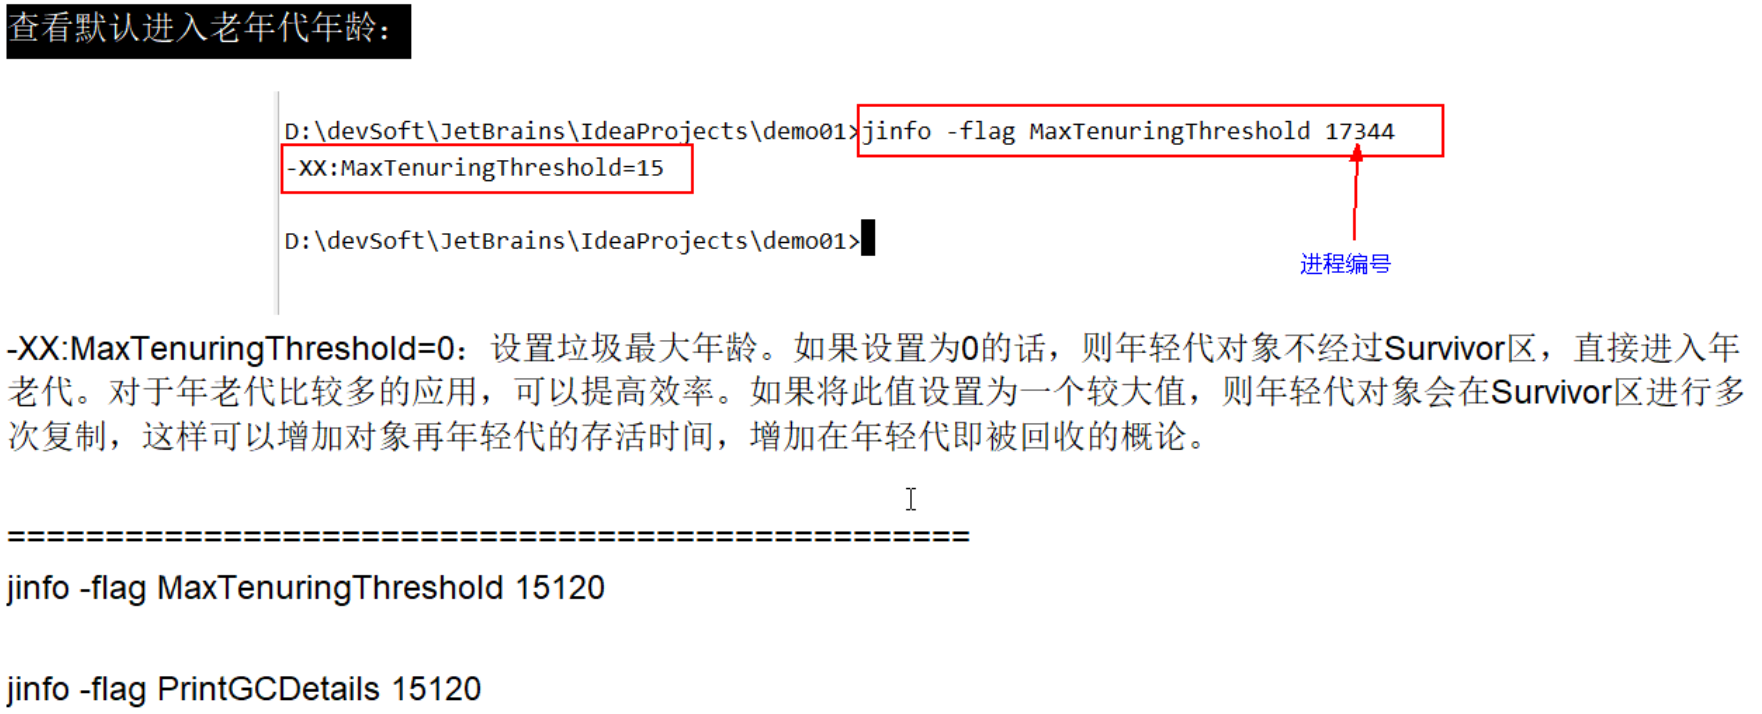 查看默认进入老年代年龄：
D:\devSoft\JetBrains\IdeaProjects\demo01>jinfo -flag MaxTenuringThreshold 17344
-XX:MaxTenuringThreshold=15
D:\devSoft\JetBrains\IdeaProjects\demo01>
进程编号
-XX:MaxTenuringThreshold=0：设置垃圾最大年龄。如果设置为0的话，则年轻代对象不经过Survivor区，直接进入年
老代。对于年老代比较多的应用，可以提高效率。如果将此值设置为一个较大值，则年轻代对象会在Survivor区进行多
次复制，这样可以增加对象再年轻代的存活时间，增加在年轻代即被回收的概论。
===========================================================
jinfo -flag MaxTenuringThreshold 15120
jinfo -flag PrintGCDetails 15120